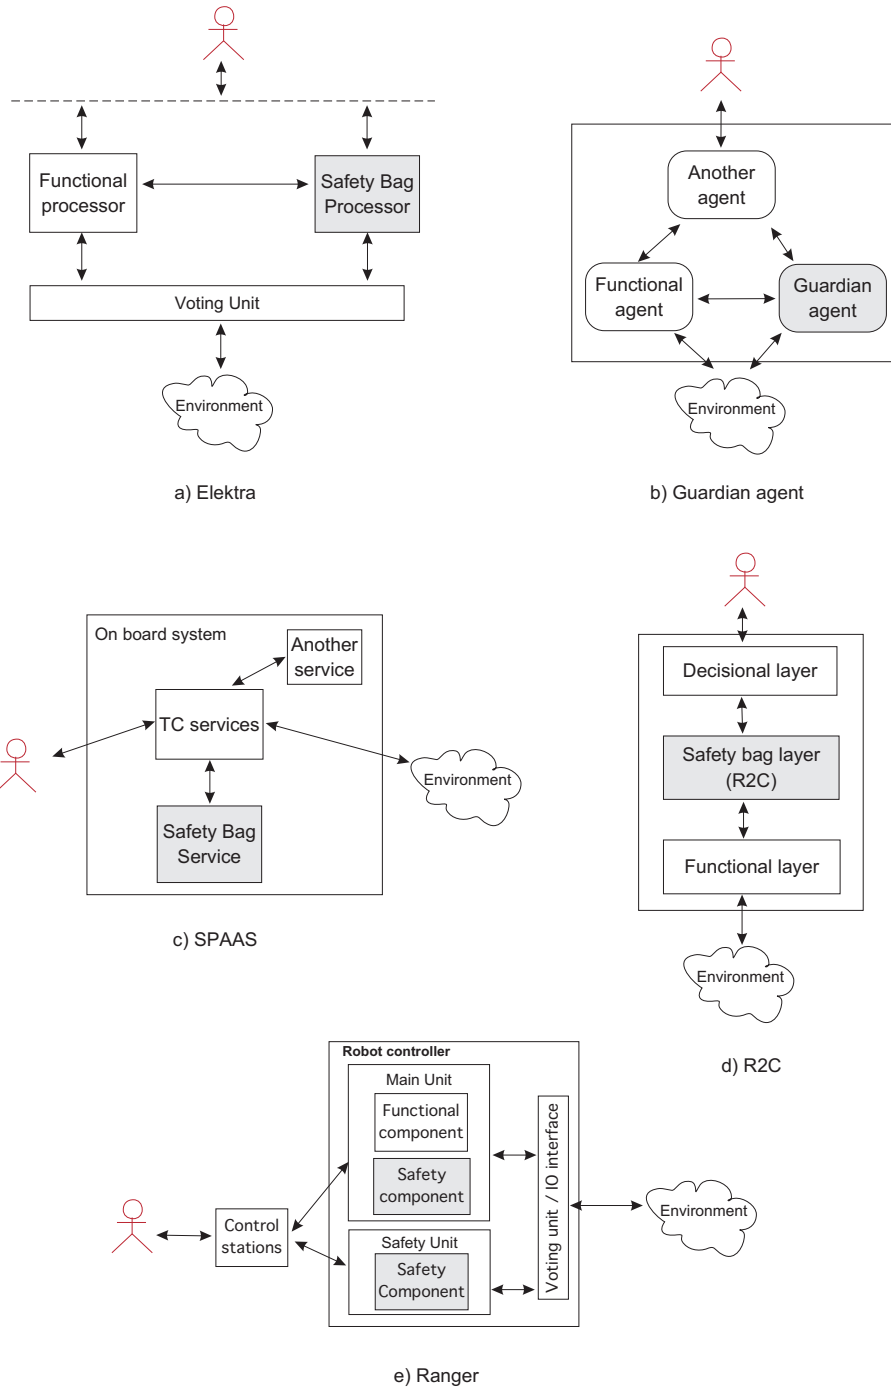 Functional
processor
Safety Bag
Processor
Voting Unit
Environment
a) Elektra
Another
agent
Functional
agent
Guardian
agent
Environment
b) Guardian agent
On board system
Another
service
TC services
Safety Bag
Service
Environment
c) SPAAS
Decisional layer
Safety bag layer
(R2C)
Functional layer
Environment
d) R2C
Robot controller
Main Unit
Functional
component
Safety
component
Control
stations
Safety Unit
Safety
Component
Voting unit / IO interface
Environment
e) Ranger